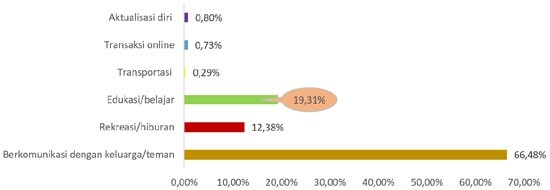 Aktualisasi diri 0,80%
Transaksi online 0,73%
Transportasi 0,29%
Edukasi/belajar 19,31%
Rekreasi/hiburan 12,38%
Berkomunikasi dengan keluarga/teman 66,48%
0,00% 10,00% 20,00% 30,00% 40,00% 50,00% 60,00% 70,00%